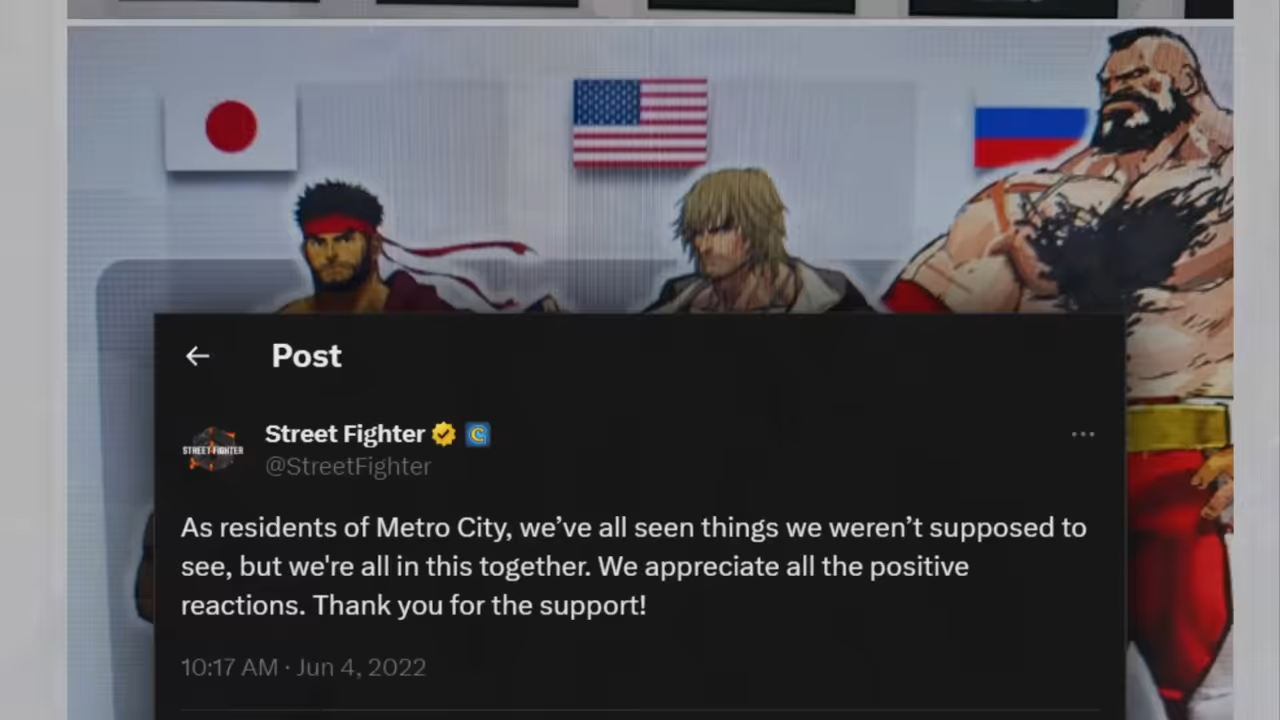 Post
Street Fighter
STREET FIGHTER
@StreetFighter
As residents of Metro City, we’ve all seen things we weren’t supposed to
see, but we're all in this together. We appreciate all the positive
reactions. Thank you for the support!
10:17 AM · Jun 4, 2022